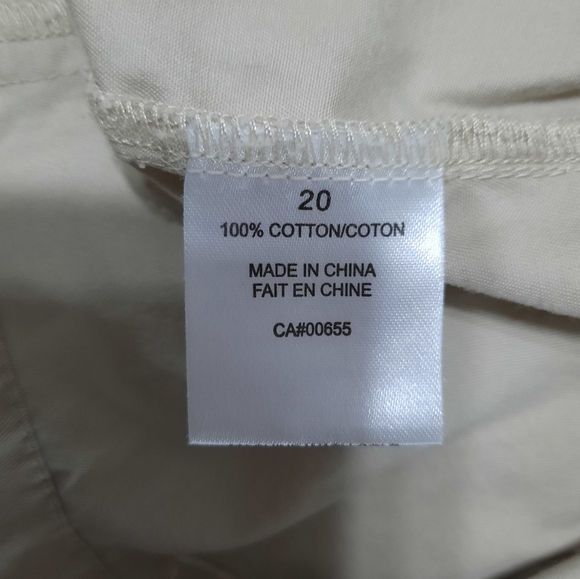 20
100% COTTON/COTON
MADE IN CHINA
FAIT EN CHINE
CA#00655